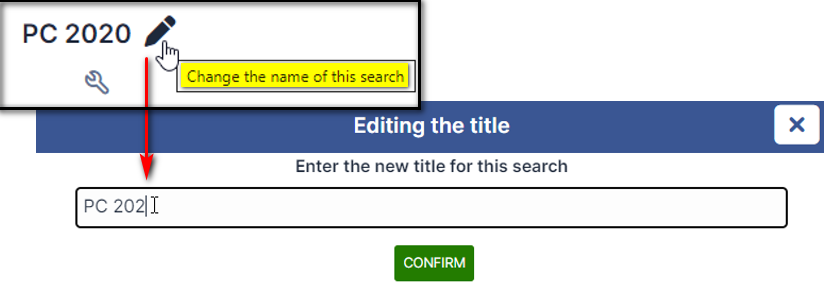 PC 2020
Change the name of this search
Editing the title
Enter the new title for this search
PC 202
CONFIRM